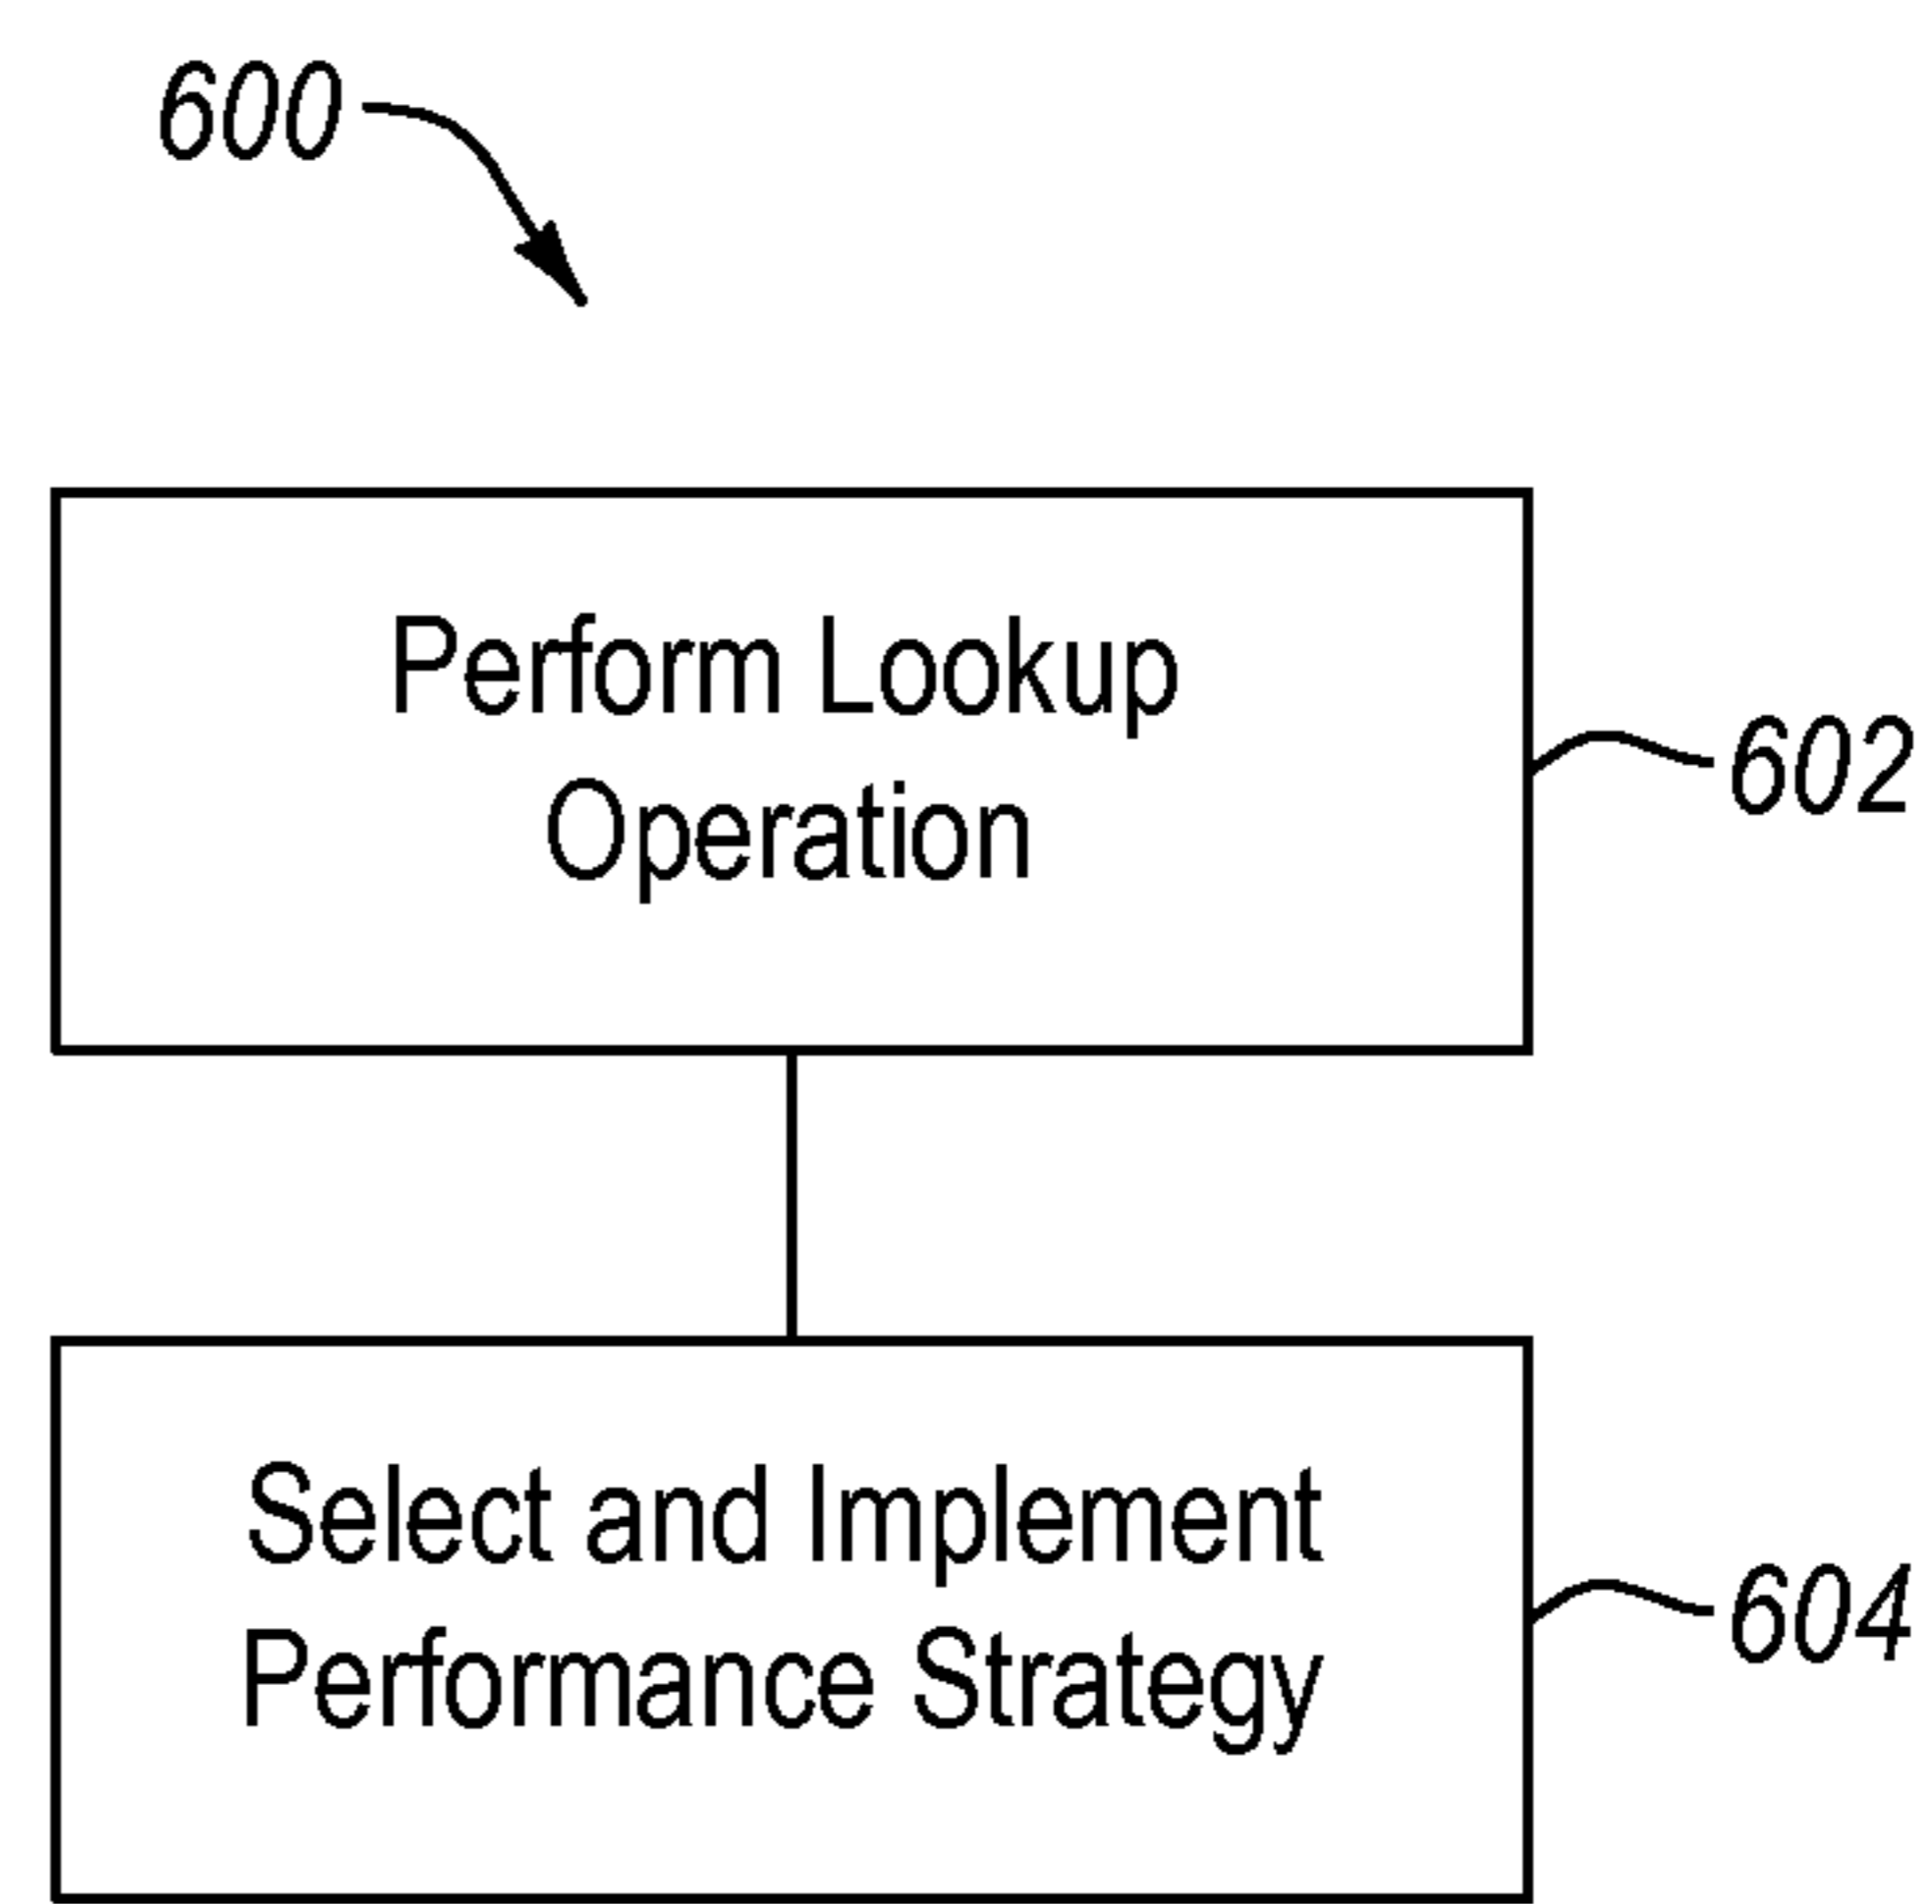 600
Perform Lookup
Operation
602
Select and Implement
Performance Strategy
604